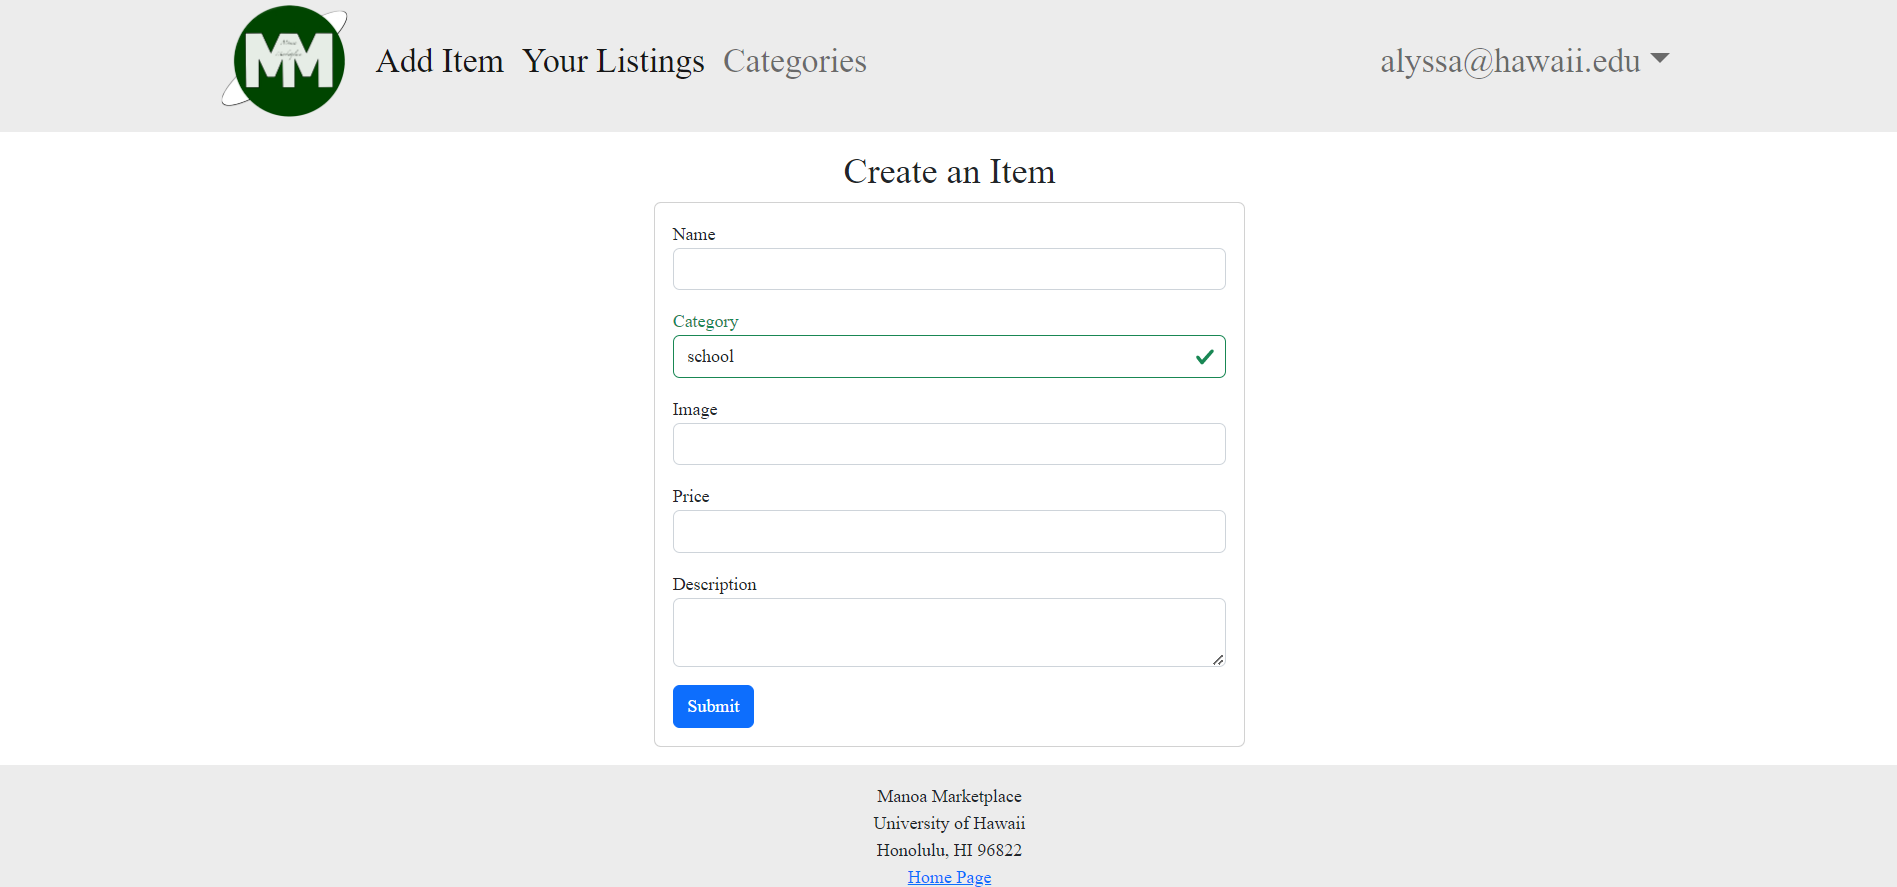 MM
Add Item Your Listings Categories
alyssa@hawaii.edu
Create an Item
Name
Category
school
Image
Price
Description
Submit
Manoa Marketplace
University of Hawaii
Honolulu, HI 96822
Home Page